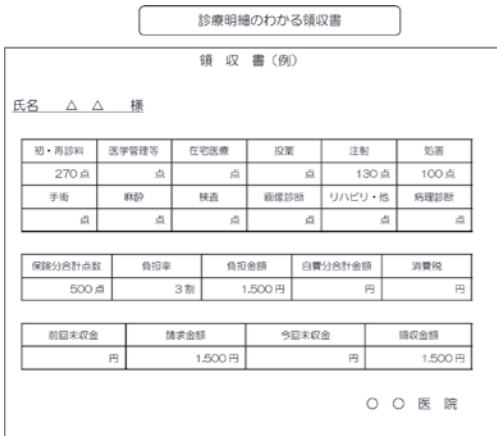 診療明細のわかる領収書
領 収 書（例）
氏名 △ △ 様
初・再診料 医学管理等 在宅医療 投薬 注射 処置
270点 点 点 点 130点 100点
手術 麻酔 検査 画像診断 リハビリ・他 病理診断
点 点 点 点 点 点
保険分合計点数 負担率 負担金額 自費分合計金額 消費税
500点 3割 1,500円 円 円
前回未収金 請求金額 今回未収金 領収金額
円 1,500円 円 1,500円
○ ○ 医 院